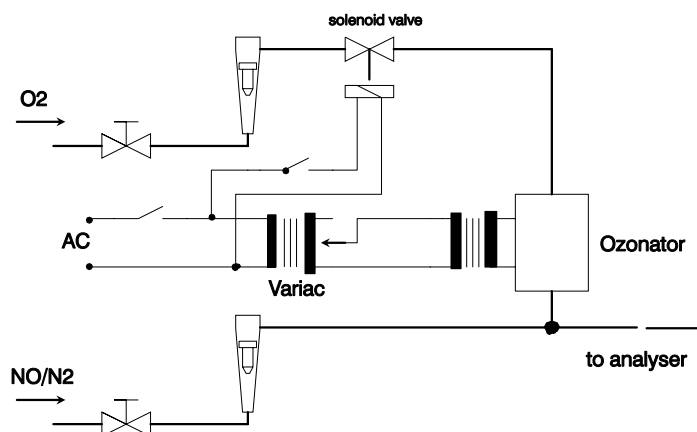 solenoid valve
O2
AC
Ozonator
Variac
to analyser
NO/N2